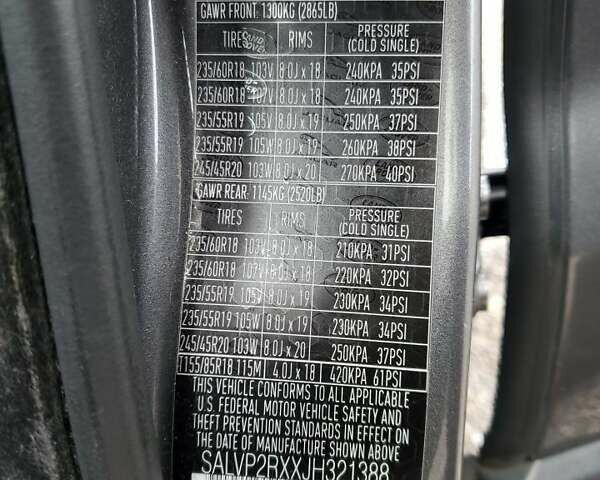 GAWR FRONT 1300KG (2865LB)
TIRES RIMS PRESSURE (COLD SINGLE)
235/60R18 103V 8.0J x 18 240KPA 35PSI
235/60R18 107V 8.0J x 18 240KPA 35PSI
235/55R19 105V 8.0J x 19 250KPA 37PSI
235/55R19 105W 8.0J x 19 260KPA 38PSI
245/45R20 103W 8.0J x 20 270KPA 40PSI
GAWR REAR: 1145KG (2520LB)
TIRES RIMS PRESSURE (COLD SINGLE)
235/60R18 103V 8.0J x 18 210KPA 31PSI
235/60R18 107V 8.0J x 18 220KPA 32PSI
235/55R19 105V 8.0J x 19 230KPA 34PSI
235/55R19 105W 8.0J x 19 230KPA 34PSI
245/45R20 103W 8.0J x 20 250KPA 37PSI
T155/85R18 115M 4.0J x 18 420KPA 61PSI
THIS VEHICLE CONFORMS TO ALL APPLICABLE
U.S. FEDERAL MOTOR VEHICLE SAFETY AND
THEFT PREVENTION STANDARDS IN EFFECT ON
THE DATE OF MANUFACTURE SHOWN ABOVE
SALVP2RXXJH321388